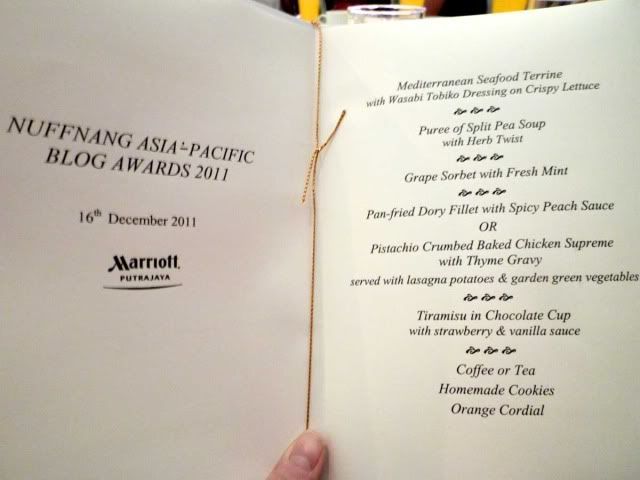 NUFFNANG ASIA-PACIFIC
BLOG AWARDS 2011
16th December 2011
Marriott
PUTRAJAYA
Mediterranean Seafood Terrine
with Wasabi Tobiko Dressing on Crispy Lettuce
Puree of Split Pea Soup
with Herb Twist
Grape Sorbet with Fresh Mint
Pan-fried Dory Fillet with Spicy Peach Sauce
OR
Pistachio Crumbed Baked Chicken Supreme
with Thyme Gravy
served with lasagna potatoes & garden green vegetables
Tiramisu in Chocolate Cup
with strawberry & vanilla sauce
Coffee or Tea
Homemade Cookies
Orange Cordial